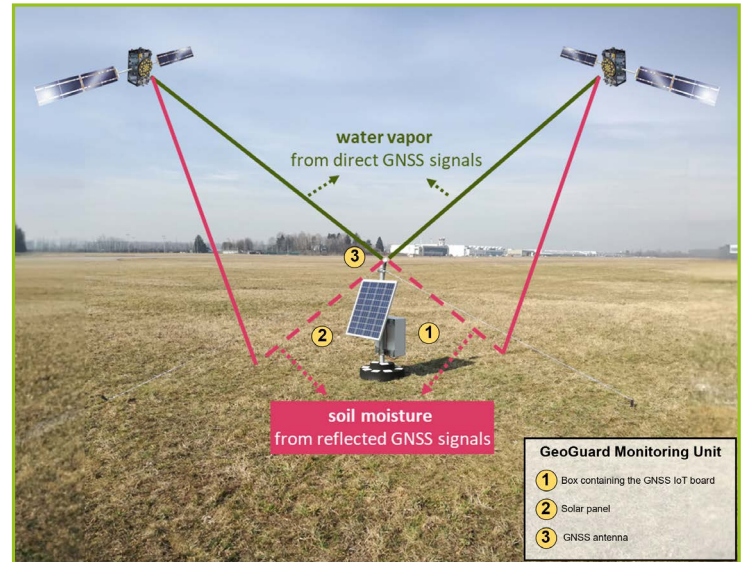 water vapor
from direct GNSS signals
3
2
1
soil moisture
from reflected GNSS signals
GeoGuard Monitoring Unit
1 Box containing the GNSS IoT board
2 Solar panel
3 GNSS antenna